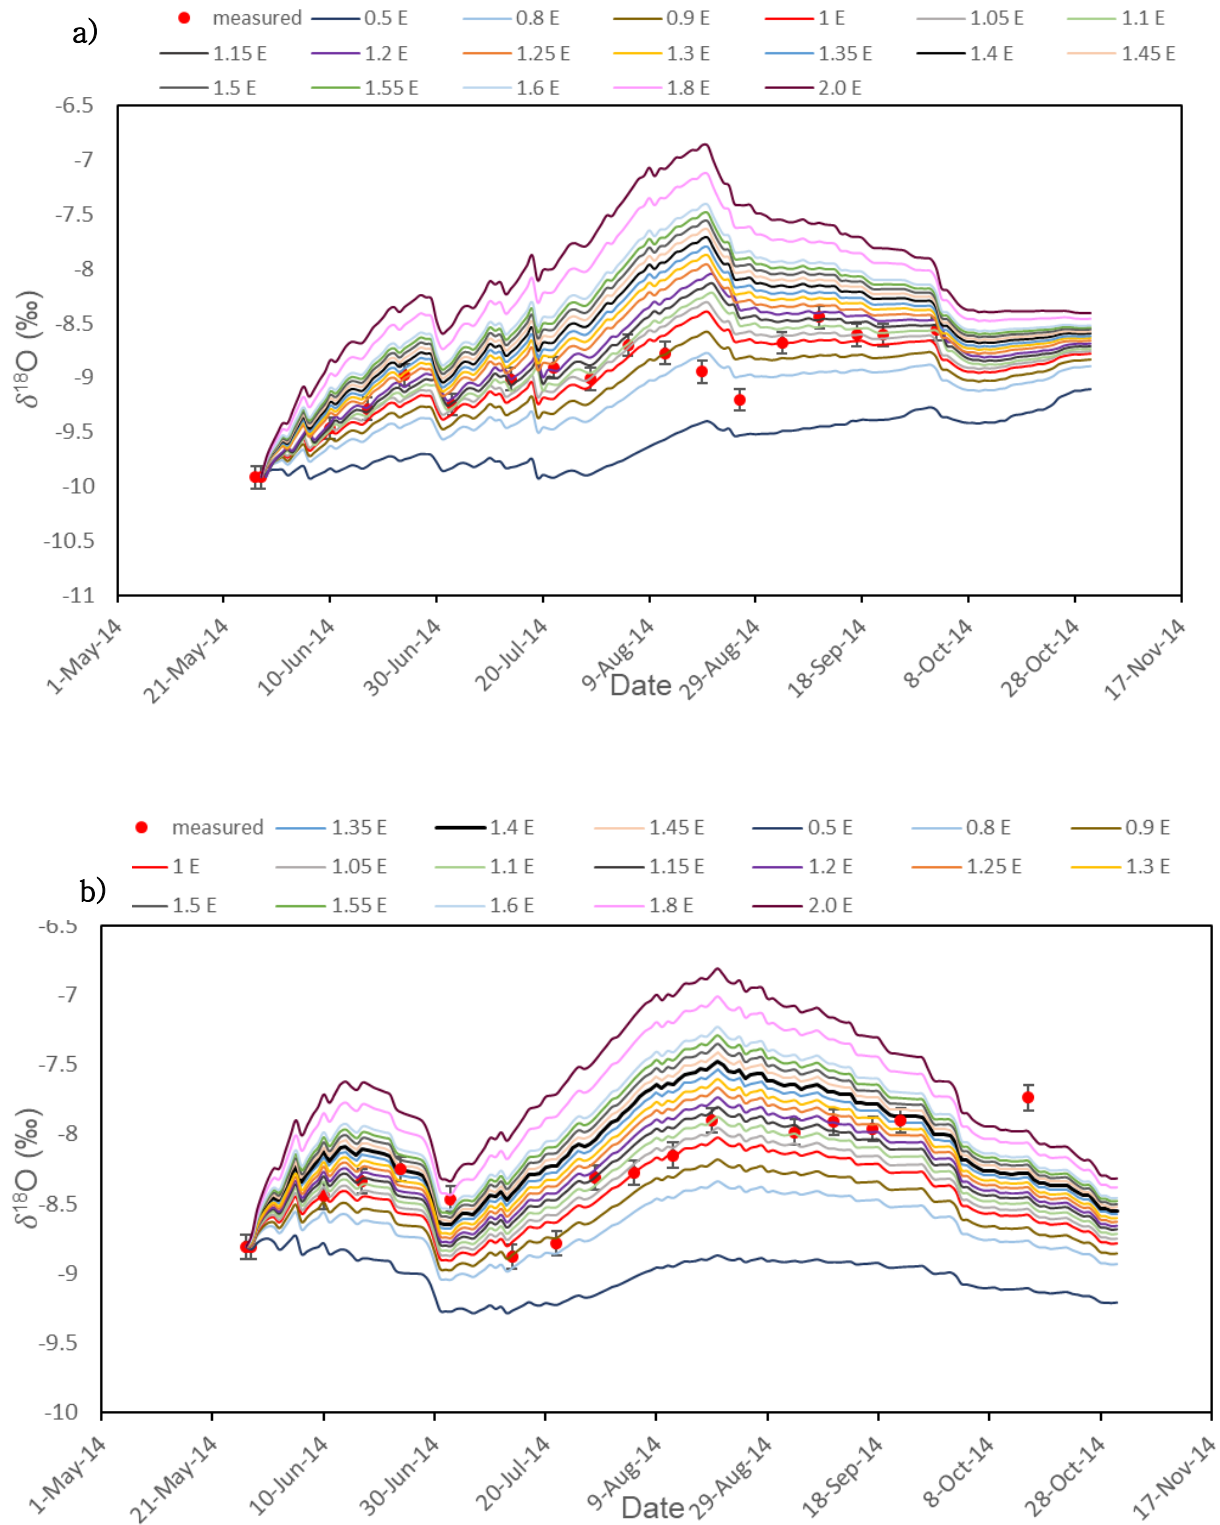 a)
measured 0.5 E 0.8 E 0.9 E 1 E 1.05 E 1.1 E
1.15 E 1.2 E 1.25 E 1.3 E 1.35 E 1.4 E 1.45 E
1.5 E 1.55 E 1.6 E 1.8 E 2.0 E
-6.5
-7
-7.5
-8
-8.5
-9
-9.5
-10
-10.5
-11
δ¹⁸O (‰)
1-May-14 21-May-14 10-Jun-14 30-Jun-14 20-Jul-14 9-Aug-14 29-Aug-14 18-Sep-14 8-Oct-14 28-Oct-14 17-Nov-14
Date
measured 1.35 E 1.4 E 1.45 E 0.5 E 0.8 E 0.9 E
1 E 1.05 E 1.1 E 1.15 E 1.2 E 1.25 E 1.3 E
b)
1.5 E 1.55 E 1.6 E 1.8 E 2.0 E
-6.5
-7
-7.5
-8
-8.5
-9
-9.5
-10
δ¹⁸O (‰)
1-May-14 21-May-14 10-Jun-14 30-Jun-14 20-Jul-14 9-Aug-14 29-Aug-14 18-Sep-14 8-Oct-14 28-Oct-14 17-Nov-14
Date